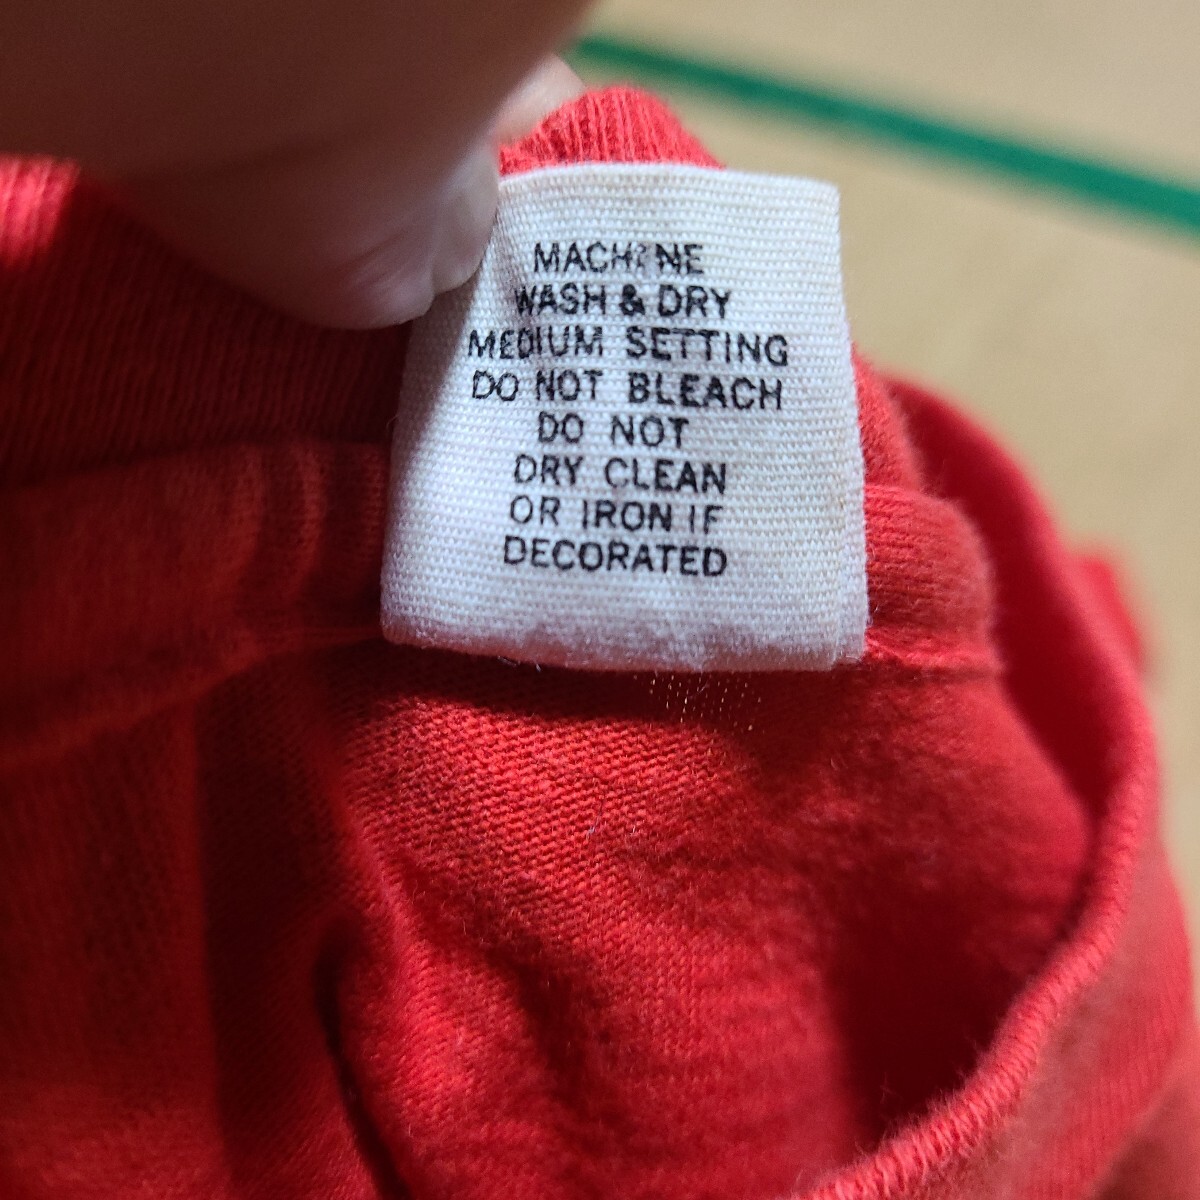 MACHINE
WASH & DRY
MEDIUM SETTING
DO NOT BLEACH
DO NOT
DRY CLEAN
OR IRON IF
DECORATED